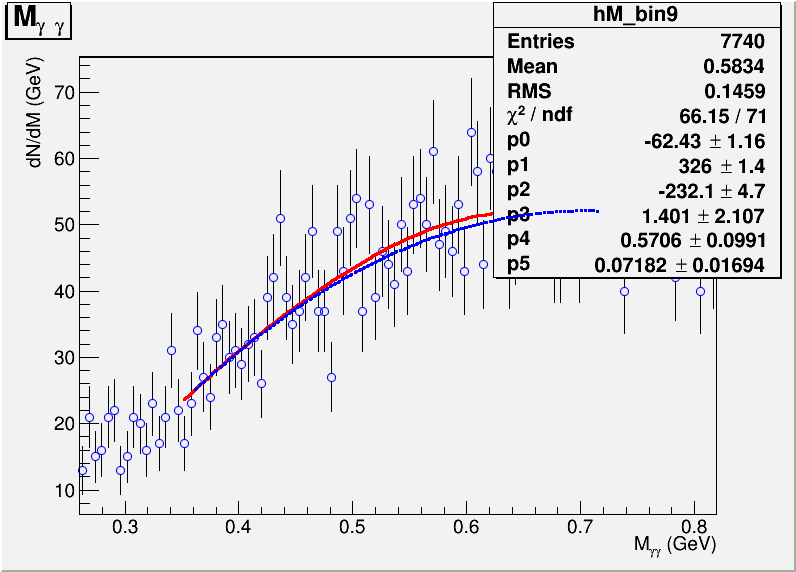 M γ γ
hM_bin9
Entries 7740
Mean 0.5834
RMS 0.1459
χ² / ndf 66.15 / 71
p0 -62.43 ± 1.16
p1 326 ± 1.4
p2 -232.1 ± 4.7
p3 1.401 ± 2.107
p4 0.5706 ± 0.0991
p5 0.07182 ± 0.01694
dN/dM (GeV)
70
60
50
40
30
20
10
0.3 0.4 0.5 0.6 0.7 0.8
Mγγ (GeV)